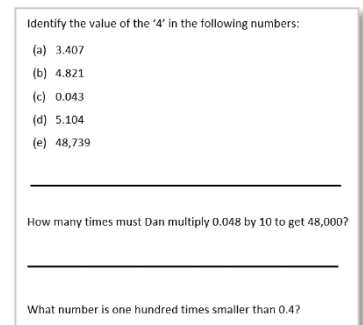 Identify the value of the ‘4’ in the following numbers:
(a) 3.407
(b) 4.821
(c) 0.043
(d) 5.104
(e) 48,739
How many times must Dan multiply 0.048 by 10 to get 48,000?
What number is one hundred times smaller than 0.4?